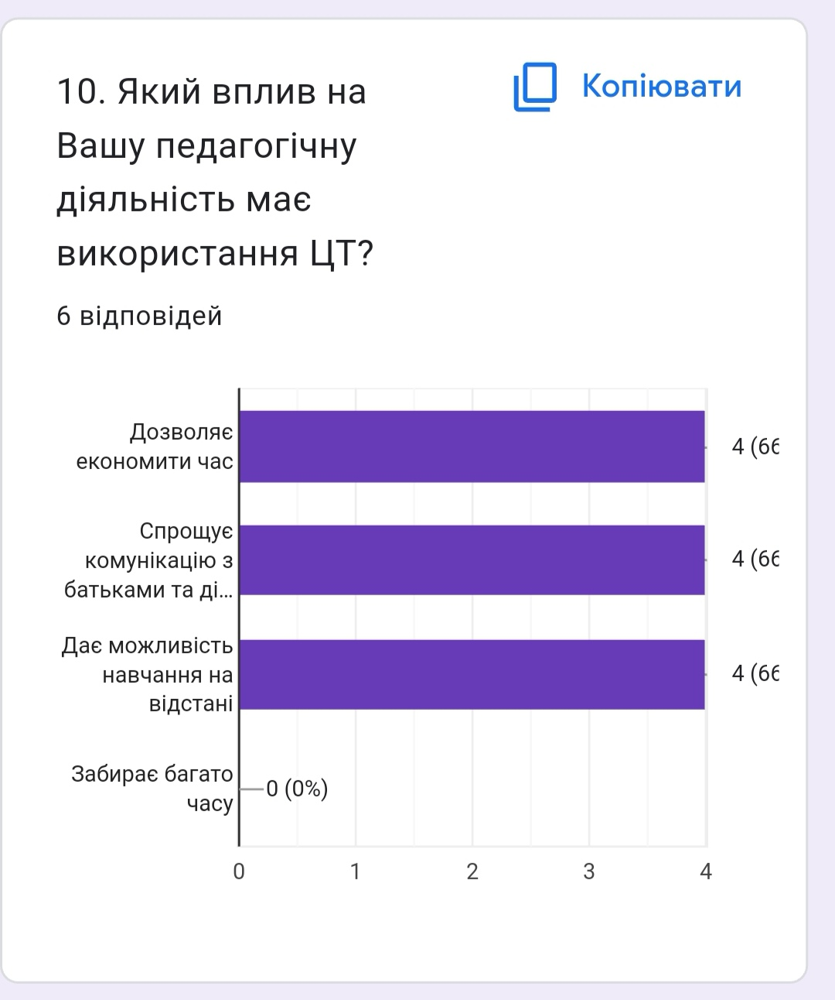 10. Який вплив на
Вашу педагогічну
діяльність має
використання ЦТ?
Копіювати
6 відповідей
Дозволяє
економити час
4 (66
Спрощує
комунікацію з
батьками та ді...
4 (66
Дає можливість
навчання на
відстані
4 (66
Забирає багато
часу
0 (0%)
0 1 2 3 4